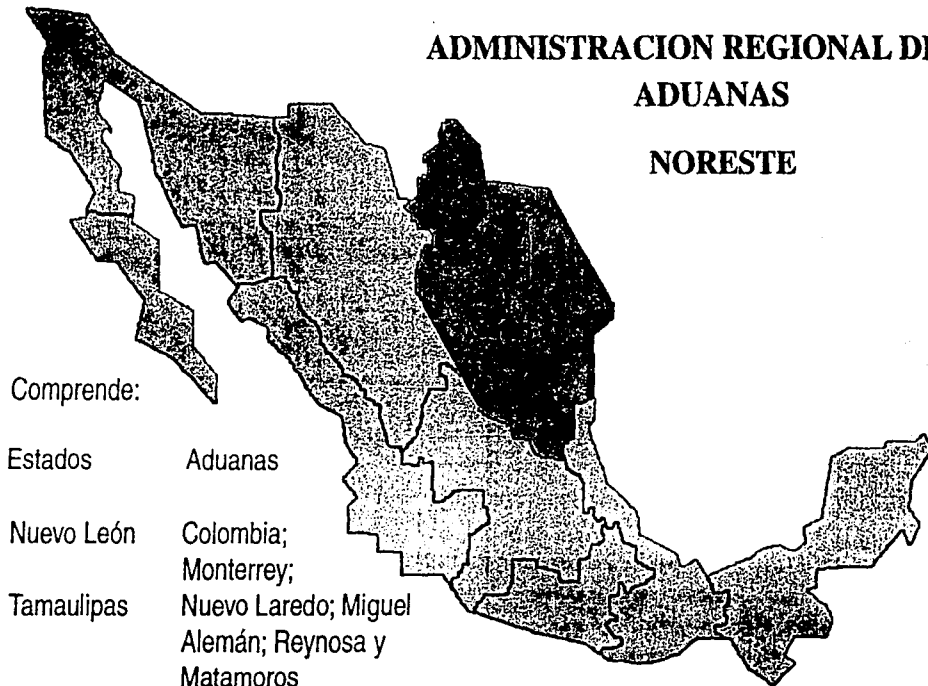 ADMINISTRACION REGIONAL DE
ADUANAS
NORESTE
Comprende:
Estados Aduanas
Nuevo León Colombia;
Monterrey;
Tamaulipas Nuevo Laredo; Miguel
Alemán; Reynosa y
Matamoros